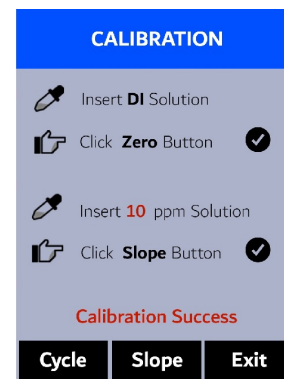 CALIBRATION
Insert DI Solution
Click Zero Button
Insert 10 ppm Solution
Click Slope Button
Calibration Success
Cycle Slope Exit